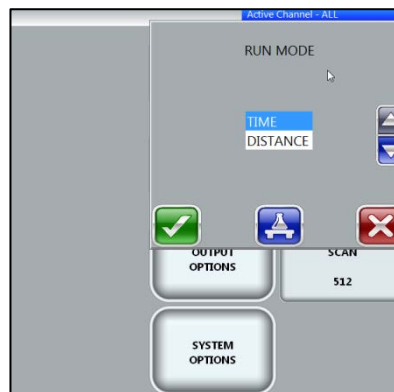 Active Channel - ALL
RUN MODE
TIME
DISTANCE
OUTPUT
OPTIONS
SCAN
512
SYSTEM
OPTIONS